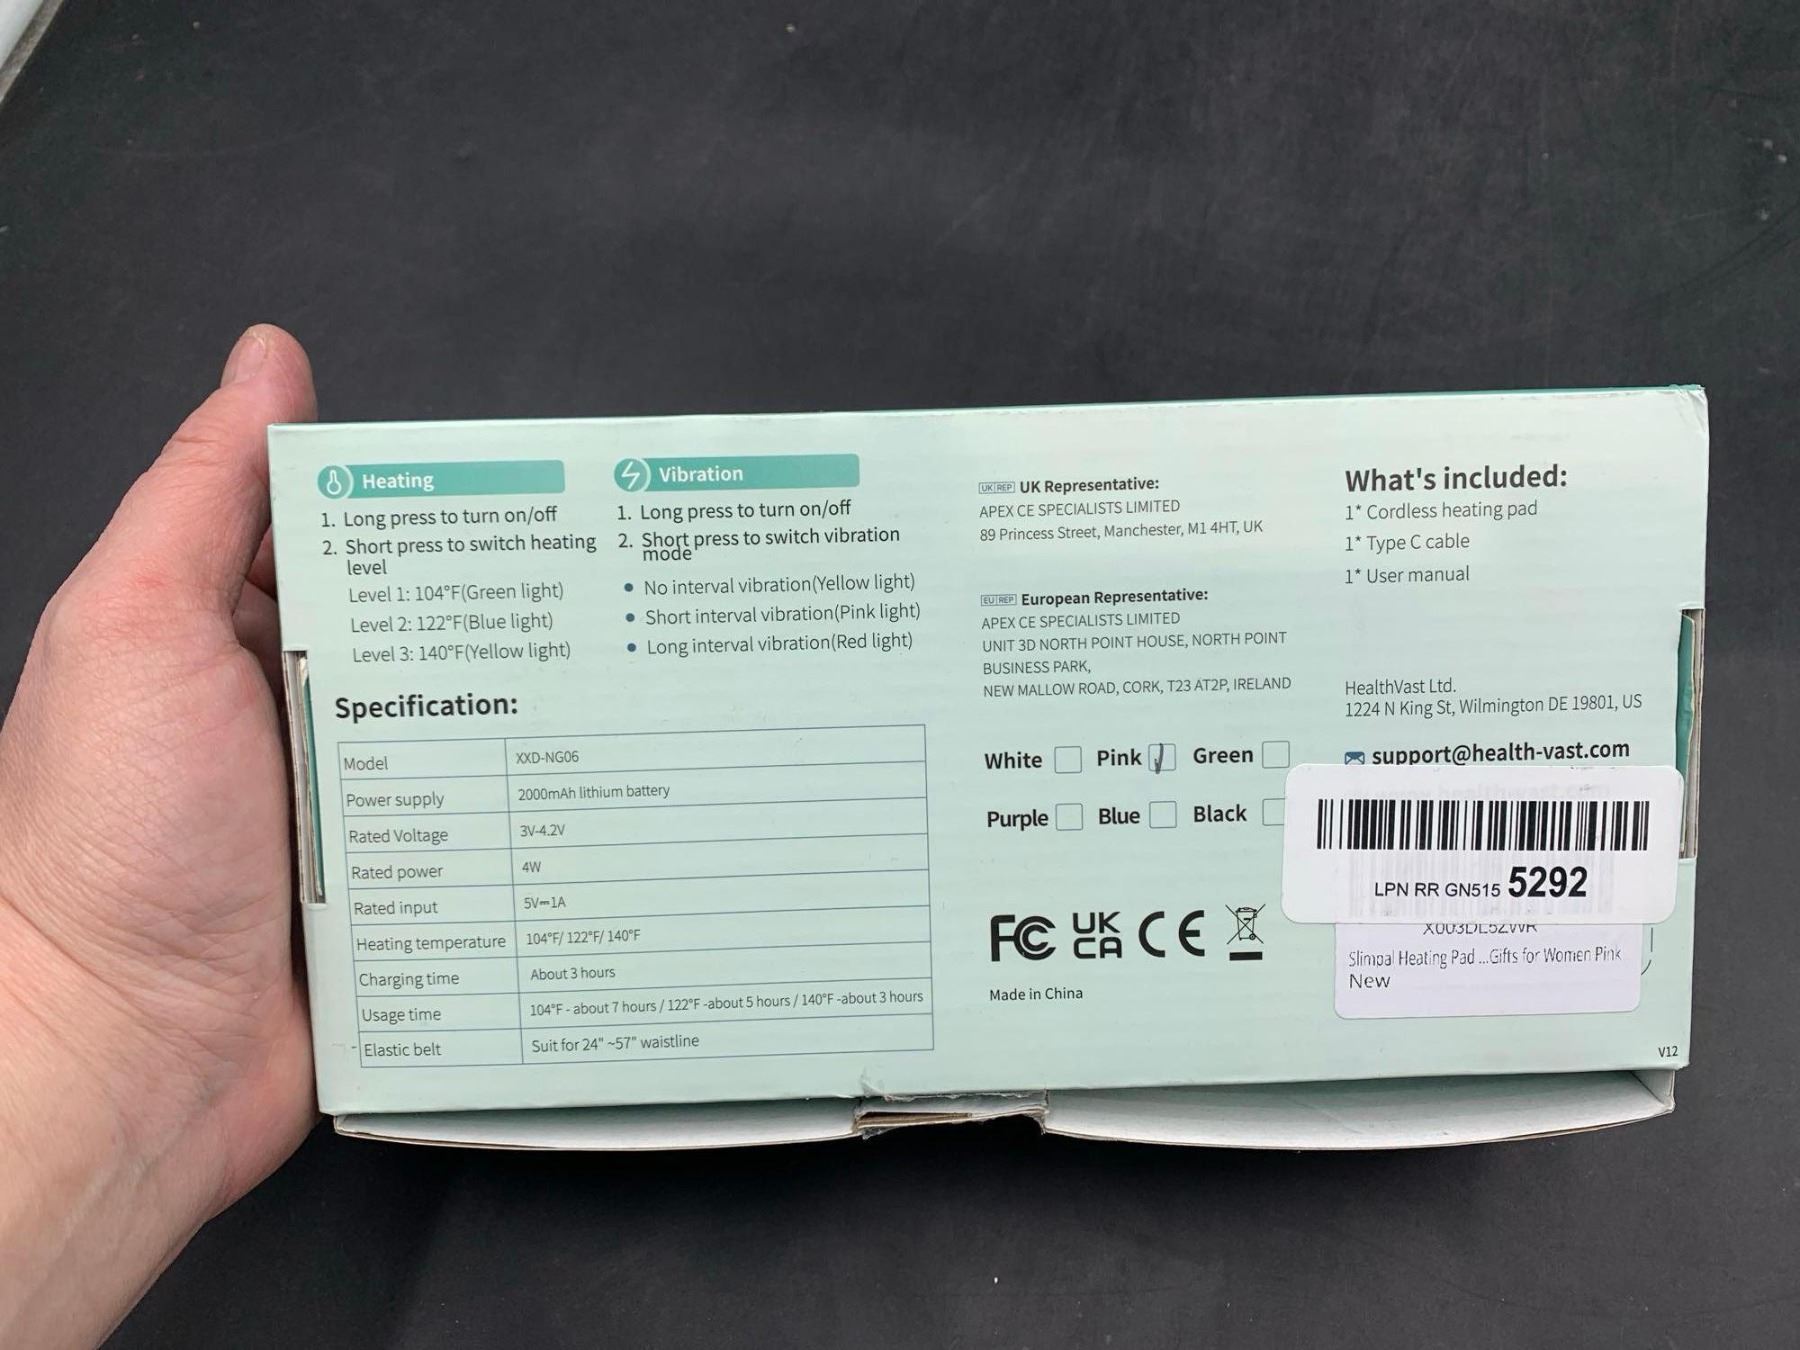 Heating
1. Long press to turn on/off
2. Short press to switch heating
level
Level 1: 104°F(Green light)
Level 2: 122°F(Blue light)
Level 3: 140°F(Yellow light)
Vibration
1. Long press to turn on/off
2. Short press to switch vibration
mode
• No interval vibration(Yellow light)
• Short interval vibration(Pink light)
• Long interval vibration(Red light)
Specification:
Model XXD-NG06
Power supply 2000mAh lithium battery
Rated Voltage 3V-4.2V
Rated power 4W
Rated input 5V⎓1A
Heating temperature 104°F/ 122°F/ 140°F
Charging time About 3 hours
Usage time 104°F - about 7 hours / 122°F -about 5 hours / 140°F -about 3 hours
Elastic belt Suit for 24" ~57" waistline
UK REP UK Representative:
APEX CE SPECIALISTS LIMITED
89 Princess Street, Manchester, M1 4HT, UK
EU REP European Representative:
APEX CE SPECIALISTS LIMITED
UNIT 3D NORTH POINT HOUSE, NORTH POINT
BUSINESS PARK,
NEW MALLOW ROAD, CORK, T23 AT2P, IRELAND
White Pink Green
Purple Blue Black
FC UK CA CE
Made in China
What's included:
1* Cordless heating pad
1* Type C cable
1* User manual
HealthVast Ltd.
1224 N King St, Wilmington DE 19801, US
support@health-vast.com
LPN RR GN515 5292
Slimpal Heating Pad ...Gifts for Women Pink
New
V12